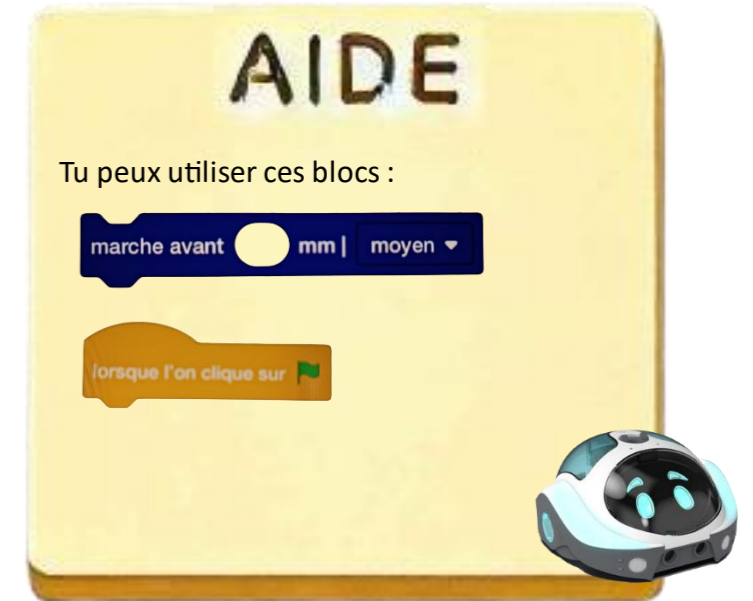 AIDE
Tu peux utiliser ces blocs :
marche avant mm | moyen
lorsque l'on clique sur